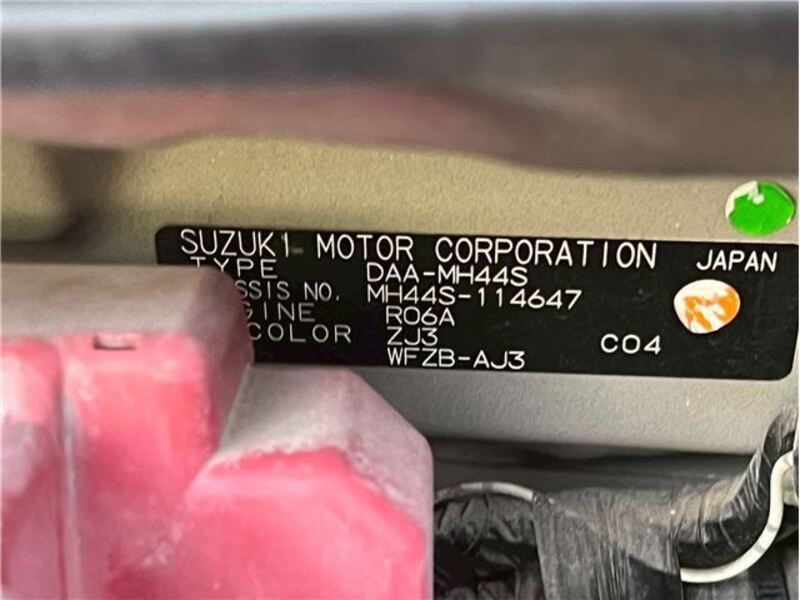 SUZUKI MOTOR CORPORATION JAPAN
TYPE DAA-MH44S
SSIS NO. MH44S-114647
GINE R06A
COLOR ZJ3 C04
WFZB-AJ3